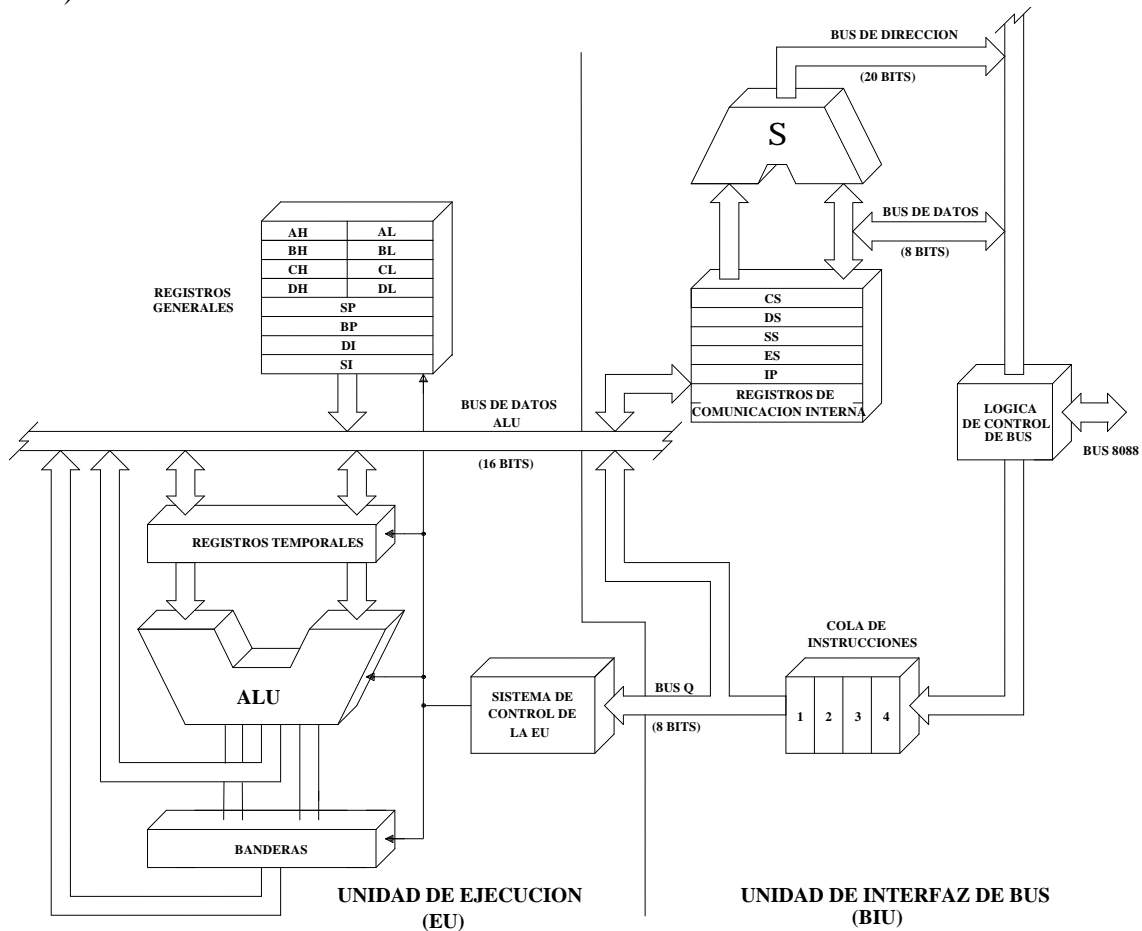 )
BUS DE DIRECCION
(20 BITS)
S
BUS DE DATOS
(8 BITS)
AH AL
BH BL
CH CL
DH DL
SP
BP
DI
SI
REGISTROS
GENERALES
CS
DS
SS
ES
IP
REGISTROS DE
COMUNICACION INTERNA
BUS DE DATOS
ALU
(16 BITS)
LOGICA
DE CONTROL
DE BUS
BUS 8088
REGISTROS TEMPORALES
ALU
SISTEMA DE
CONTROL DE
LA EU
BUS Q
(8 BITS)
COLA DE
INSTRUCCIONES
1 2 3 4
BANDERAS
UNIDAD DE EJECUCION
(EU)
UNIDAD DE INTERFAZ DE BUS
(BIU)